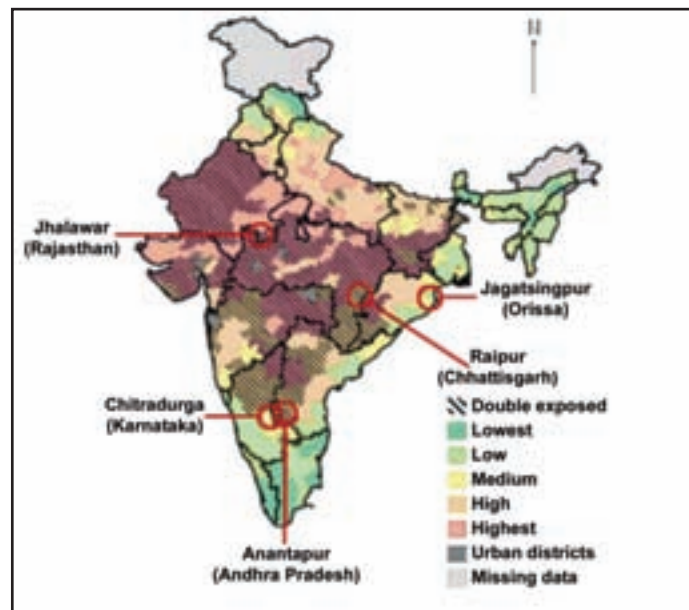 Jhalawar
(Rajasthan)
Jagatsingpur
(Orissa)
Raipur
(Chhattisgarh)
Chitradurga
(Karnataka)
Anantapur
(Andhra Pradesh)
Double exposed
Lowest
Low
Medium
High
Highest
Urban districts
Missing data